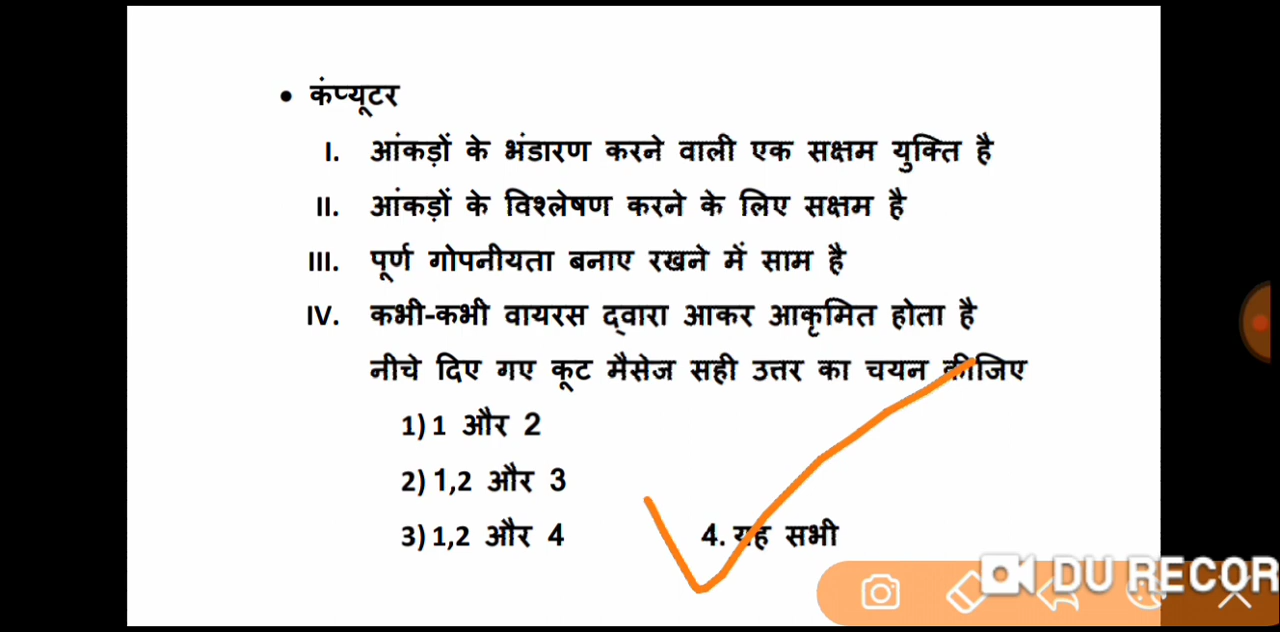 • कंप्यूटर
I. आंकड़ों के भंडारण करने वाली एक सक्षम युक्ति है
II. आंकड़ों के विश्लेषण करने के लिए सक्षम है
III. पूर्ण गोपनीयता बनाए रखने में साम है
IV. कभी-कभी वायरस द्वारा आकर आकृमित होता है
नीचे दिए गए कूट मैसेज सही उत्तर का चयन कीजिए
1) 1 और 2
2) 1,2 और 3
3) 1,2 और 4 4. यह सभी
DU RECOR